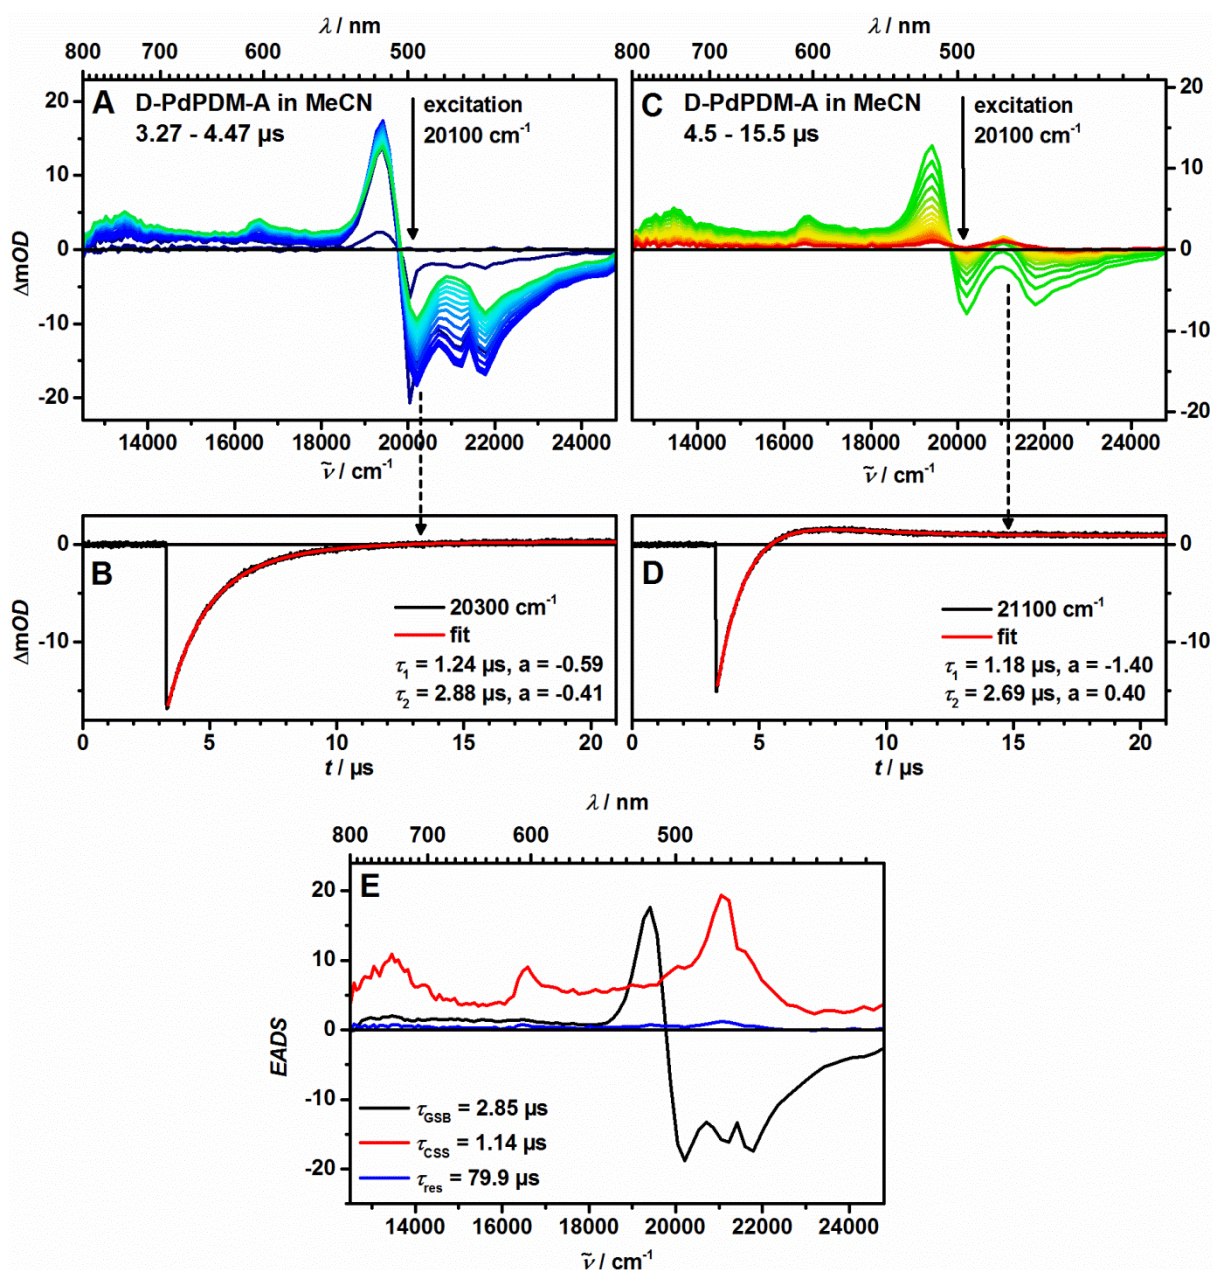 λ / nm
800 700 600 500
A
D-PdPDM-A in MeCN
3.27 - 4.47 µs
excitation
20100 cm⁻¹
20
10
0
-10
-20
ΔmOD
14000 16000 18000 20000 22000 24000
ṽ / cm⁻¹
λ / nm
800 700 600 500
C
D-PdPDM-A in MeCN
4.5 - 15.5 µs
excitation
20100 cm⁻¹
20
10
0
-10
-20
14000 16000 18000 20000 22000 24000
ṽ / cm⁻¹
B
0
-10
ΔmOD
20300 cm⁻¹
fit
τ₁ = 1.24 µs, a = -0.59
τ₂ = 2.88 µs, a = -0.41
0 5 10 15 20
t / µs
D
0
-10
21100 cm⁻¹
fit
τ₁ = 1.18 µs, a = -1.40
τ₂ = 2.69 µs, a = 0.40
0 5 10 15 20
t / µs
λ / nm
800 700 600 500
E
20
10
0
-10
-20
EADS
τGSB = 2.85 µs
τCSS = 1.14 µs
τres = 79.9 µs
14000 16000 18000 20000 22000 24000
ṽ / cm⁻¹